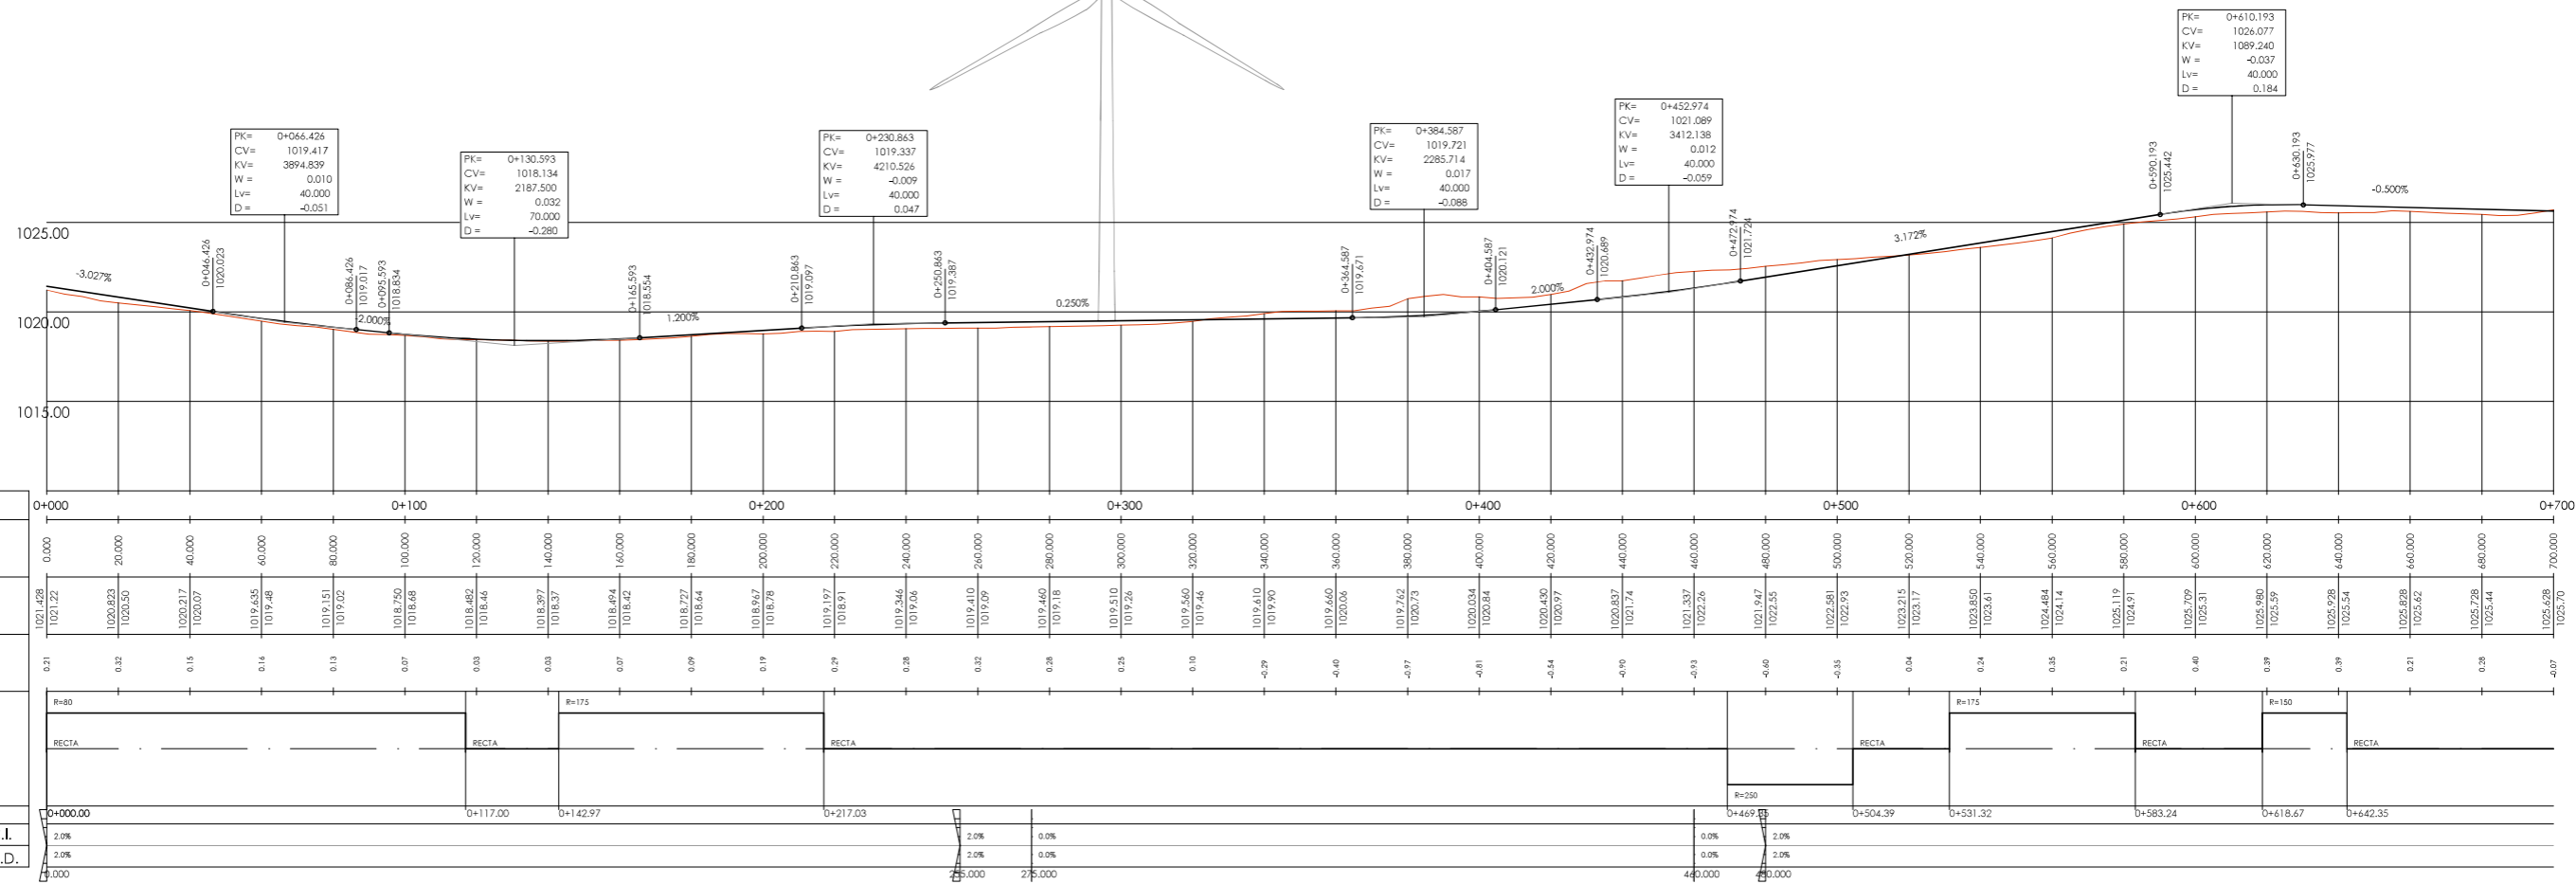 PK= 0+610.193
CV= 1026.077
KV= 1089.240
W = -0.037
Lv= 40.000
D = 0.184
PK= 0+452.974
CV= 1021.089
KV= 3412.138
W = 0.012
Lv= 40.000
D = -0.059
PK= 0+384.587
CV= 1019.721
KV= 2285.714
W = 0.017
Lv= 40.000
D = -0.088
PK= 0+066.426
CV= 1019.417
KV= 3894.839
W = 0.010
Lv= 40.000
D = -0.051
PK= 0+230.863
CV= 1019.337
KV= 4210.526
W = -0.009
Lv= 40.000
D = 0.047
PK= 0+130.593
CV= 1018.134
KV= 2187.500
W = 0.032
Lv= 70.000
D = -0.280
0+046.426
1020.023
0+086.426
1019.017
0+095.593
1018.834
0+165.593
1018.554
0+210.863
1019.097
0+250.863
1019.387
0+364.587
1019.671
0+404.587
1020.121
0+432.974
1020.689
0+472.974
1021.724
0+590.193
1025.442
0+630.193
1025.977
-3.027% -2.000% 1.200% 0.250% 2.000% 3.172% -0.500%
1025.00
1020.00
1015.00
0+000 0+100 0+200 0+300 0+400 0+500 0+600 0+700
0.000 20.000 40.000 60.000 80.000 100.000 120.000 140.000 160.000 180.000 200.000 220.000 240.000 260.000 280.000 300.000 320.000 340.000 360.000 380.000 400.000 420.000 440.000 460.000 480.000 500.000 520.000 540.000 560.000 580.000 600.000 620.000 640.000 660.000 680.000 700.000
1021.428 1020.823 1020.217 1019.635 1019.151 1018.750 1018.482 1018.397 1018.494 1018.727 1018.967 1019.197 1019.346 1019.410 1019.460 1019.510 1019.560 1019.610 1019.660 1019.762 1020.034 1020.430 1020.837 1021.337 1021.947 1022.581 1023.215 1023.850 1024.484 1025.119 1025.709 1025.980 1025.928 1025.828 1025.728 1025.628
1021.22 1020.50 1020.07 1019.48 1019.02 1018.68 1018.46 1018.37 1018.42 1018.64 1018.78 1018.91 1019.06 1019.09 1019.18 1019.26 1019.46 1019.90 1020.06 1020.73 1020.84 1020.97 1021.74 1022.26 1022.55 1022.93 1023.17 1023.61 1024.14 1024.91 1025.31 1025.59 1025.54 1025.62 1025.44 1025.70
0.21 0.32 0.15 0.16 0.13 0.07 0.03 0.03 0.07 0.09 0.19 0.29 0.28 0.32 0.28 0.25 0.10 -0.29 -0.40 -0.97 -0.81 -0.54 -0.90 -0.93 -0.60 -0.35 0.04 0.24 0.35 0.21 0.40 0.39 0.39 0.21 0.28 -0.07
R=80 R=175 R=175 R=150
RECTA RECTA RECTA RECTA RECTA RECTA
R=250
0+000.00 0+117.00 0+142.97 0+217.03 0+504.39 0+531.32 0+583.24 0+618.67 0+642.35
.I. 2.0% 2.0% 0.0% 0.0% 2.0%
.D. 2.0% 2.0% 0.0% 0.0% 2.0%
275.000